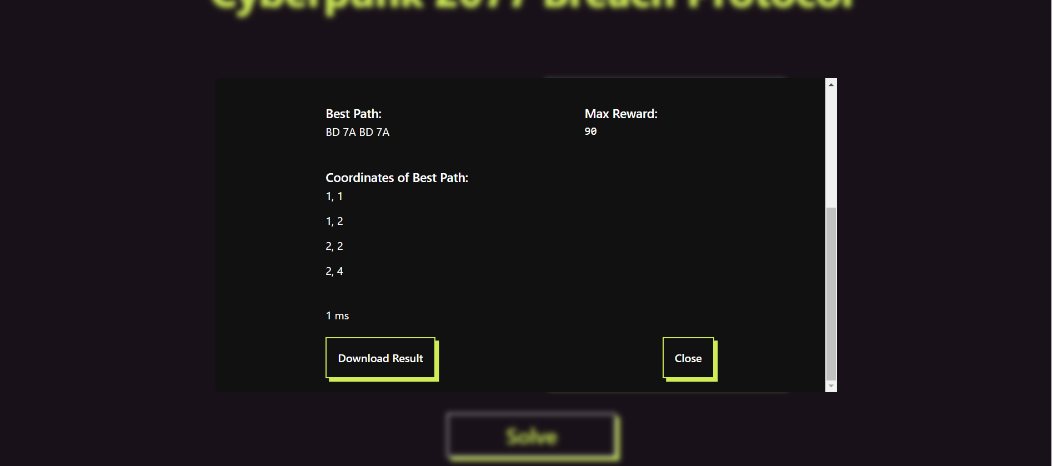 Cyberpunk 2077 Breach Protocol
Best Path:
BD 7A BD 7A
Max Reward:
90
Coordinates of Best Path:
1, 1
1, 2
2, 2
2, 4
1 ms
Download Result
Close
Solve